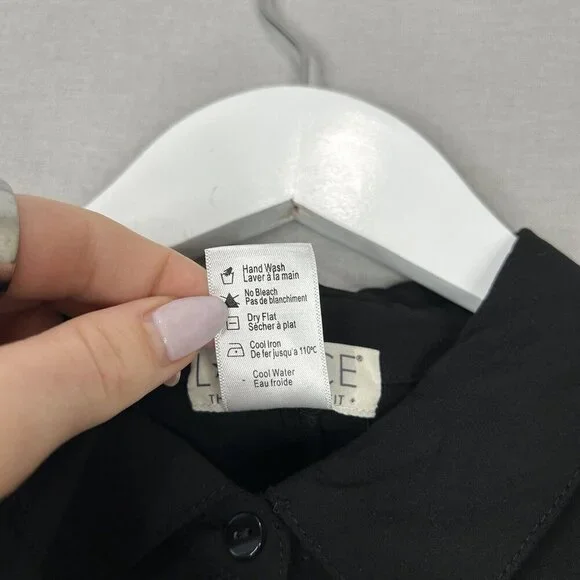 Hand Wash
Laver à la main
No Bleach
Pas de blanchiment
Dry Flat
Sécher à plat
Cool Iron
De fer jusqu'a 110ºC
Cool Water
Eau froide